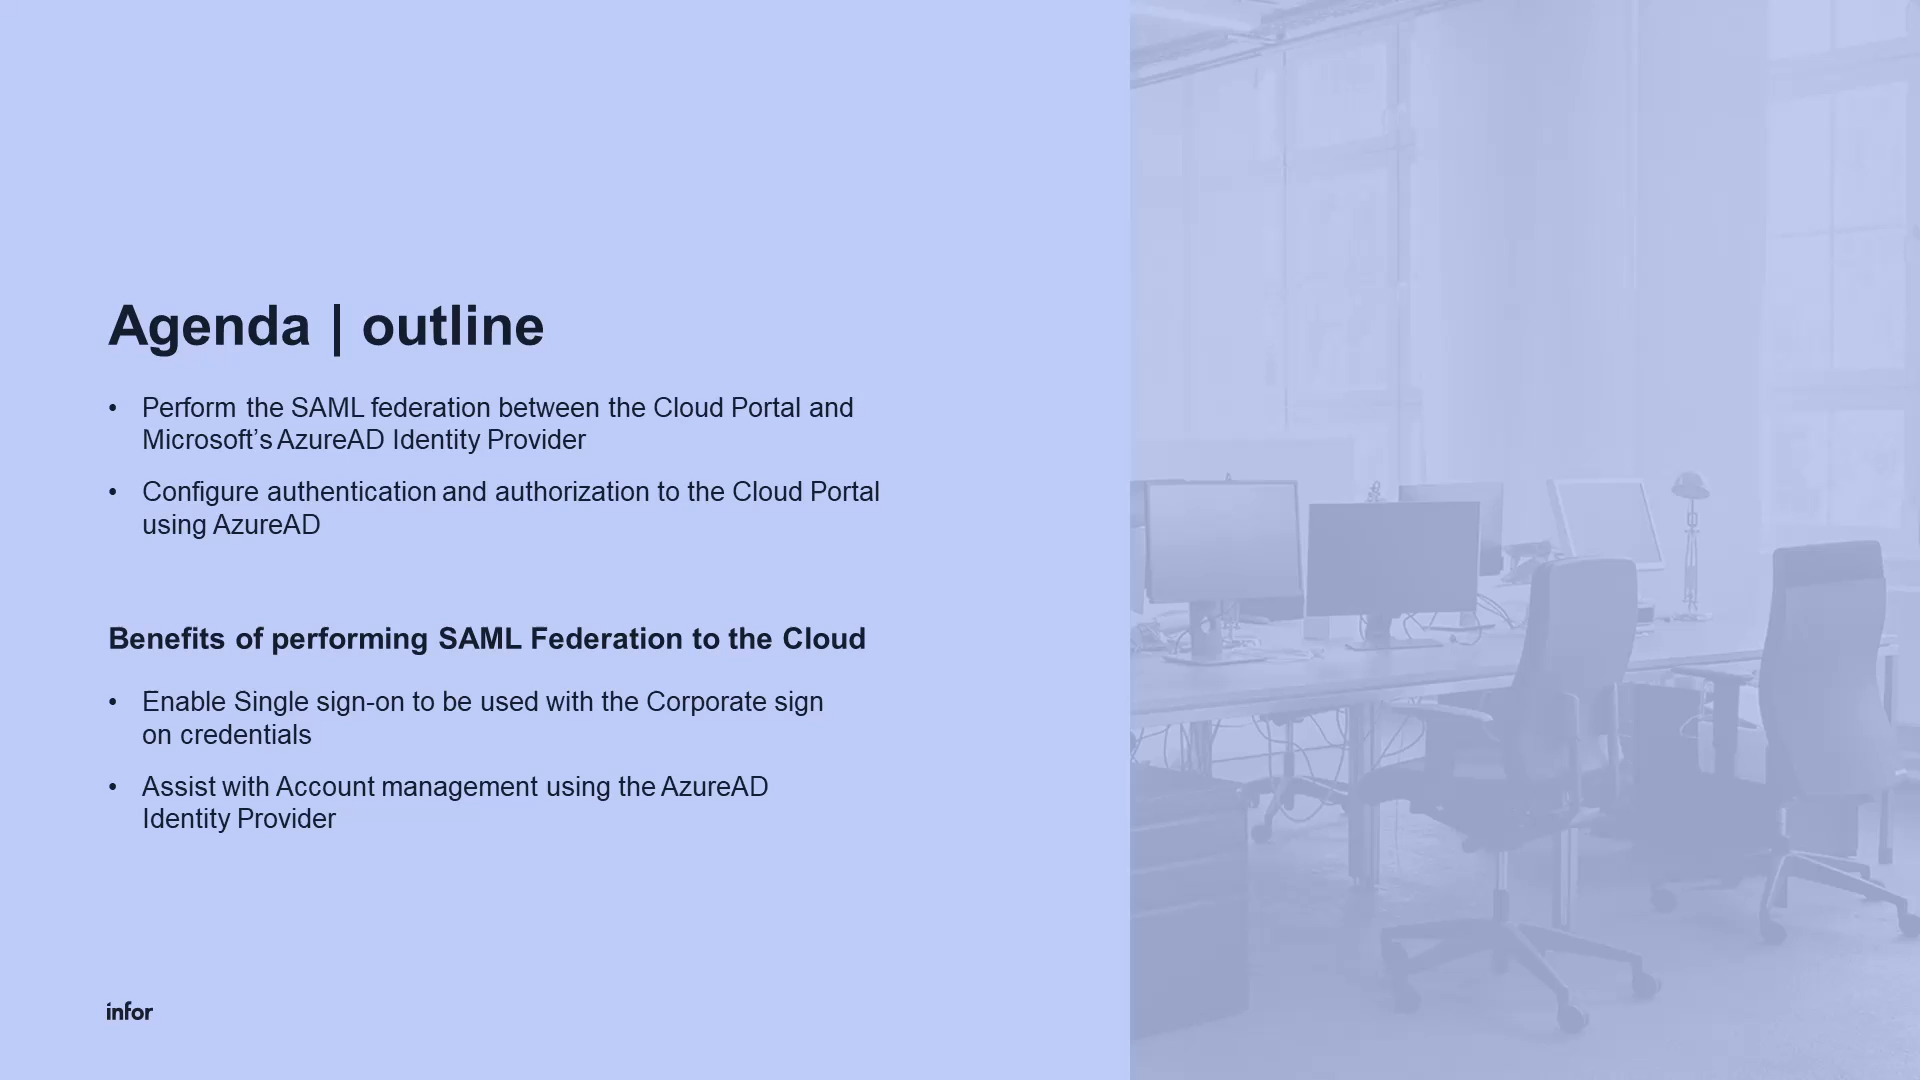 Agenda | outline
• Perform the SAML federation between the Cloud Portal and
Microsoft’s AzureAD Identity Provider
• Configure authentication and authorization to the Cloud Portal
using AzureAD
Benefits of performing SAML Federation to the Cloud
• Enable Single sign-on to be used with the Corporate sign
on credentials
• Assist with Account management using the AzureAD
Identity Provider
infor